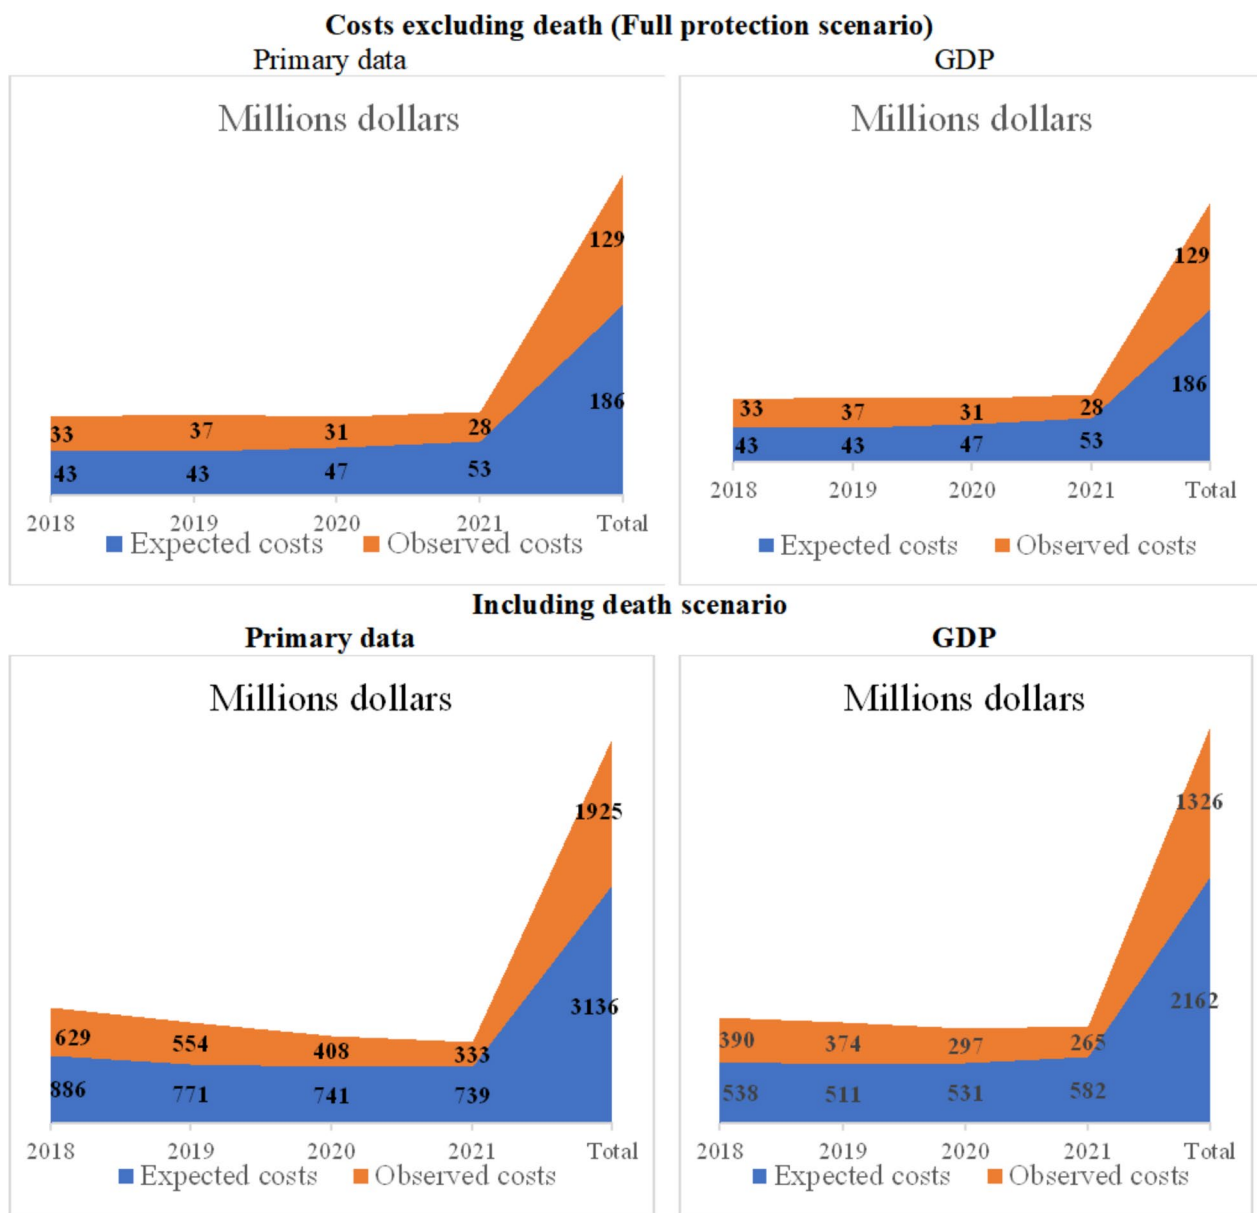 Costs excluding death (Full protection scenario)
Primary data
Millions dollars
129
186
33 37 31 28
43 43 47 53
2018 2019 2020 2021 Total
Expected costs Observed costs
GDP
Millions dollars
129
186
33 37 31 28
43 43 47 53
2018 2019 2020 2021 Total
Expected costs Observed costs
Including death scenario
Primary data
Millions dollars
1925
3136
629 554 408 333
886 771 741 739
2018 2019 2020 2021 Total
Expected costs Observed costs
GDP
Millions dollars
1326
2162
390 374 297 265
538 511 531 582
2018 2019 2020 2021 Total
Expected costs Observed costs